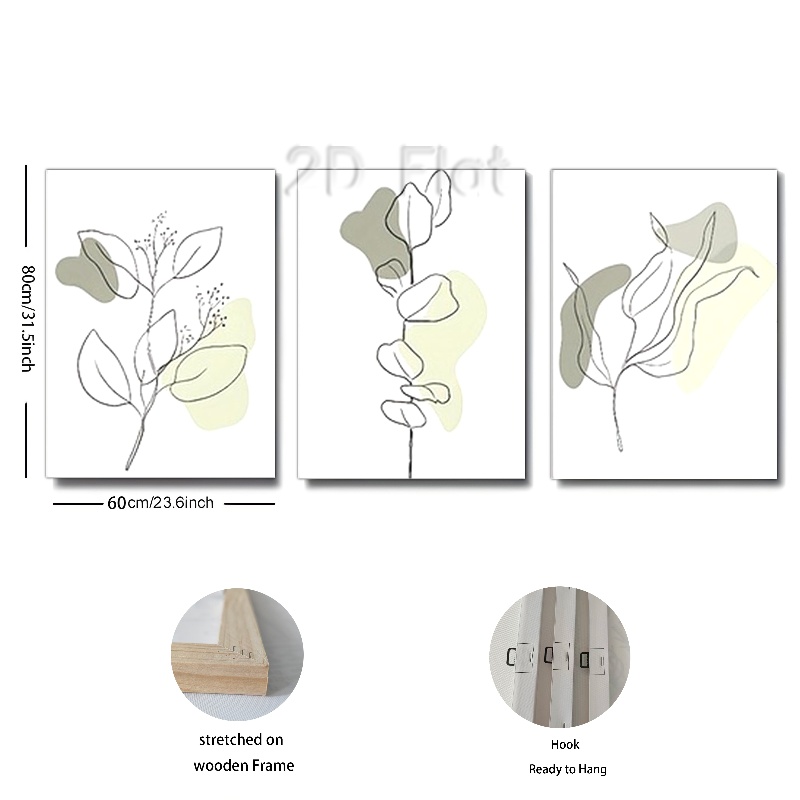 2D Flat
80cm/31.5inch
60cm/23.6inch
stretched on
wooden Frame
Hook
Ready to Hang